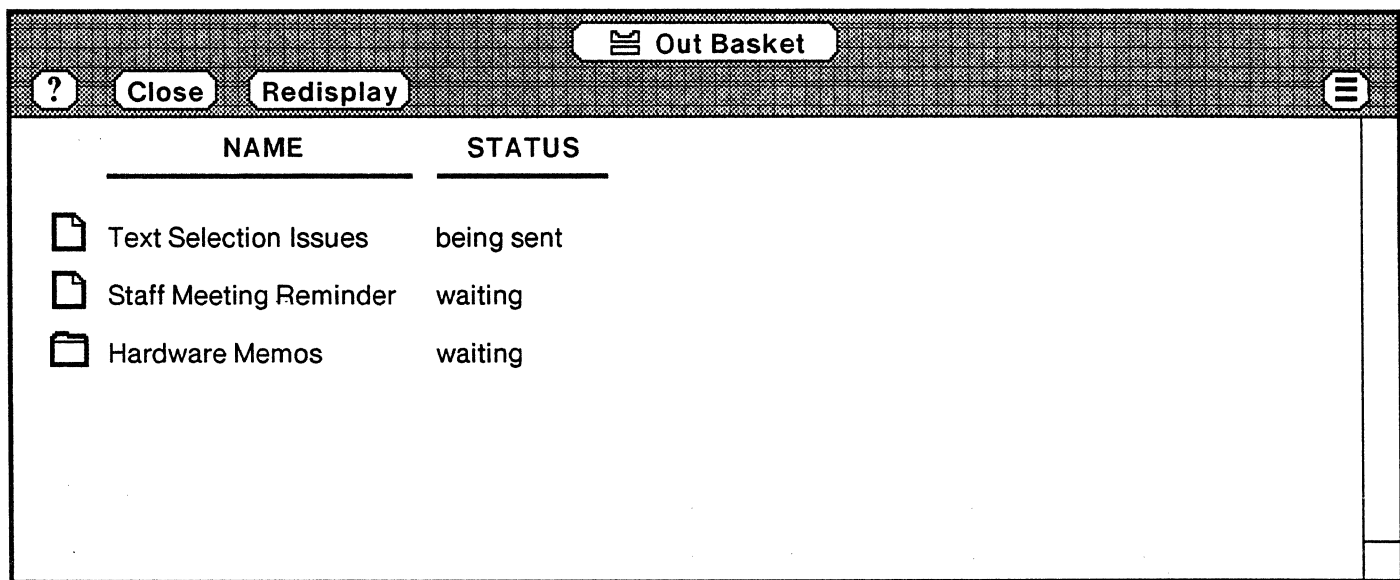 Out Basket
? Close Redisplay
NAME STATUS
Text Selection Issues being sent
Staff Meeting Reminder waiting
Hardware Memos waiting